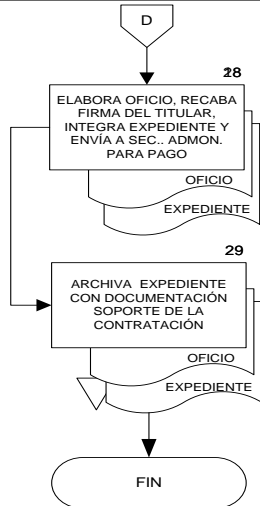 D
28
ELABORA OFICIO, RECABA
FIRMA DEL TITULAR,
INTEGRA EXPEDIENTE Y
ENVÍA A SEC.. ADMON.
PARA PAGO
OFICIO
EXPEDIENTE
29
ARCHIVA EXPEDIENTE
CON DOCUMENTACIÓN
SOPORTE DE LA
CONTRATACIÓN
OFICIO
EXPEDIENTE
FIN